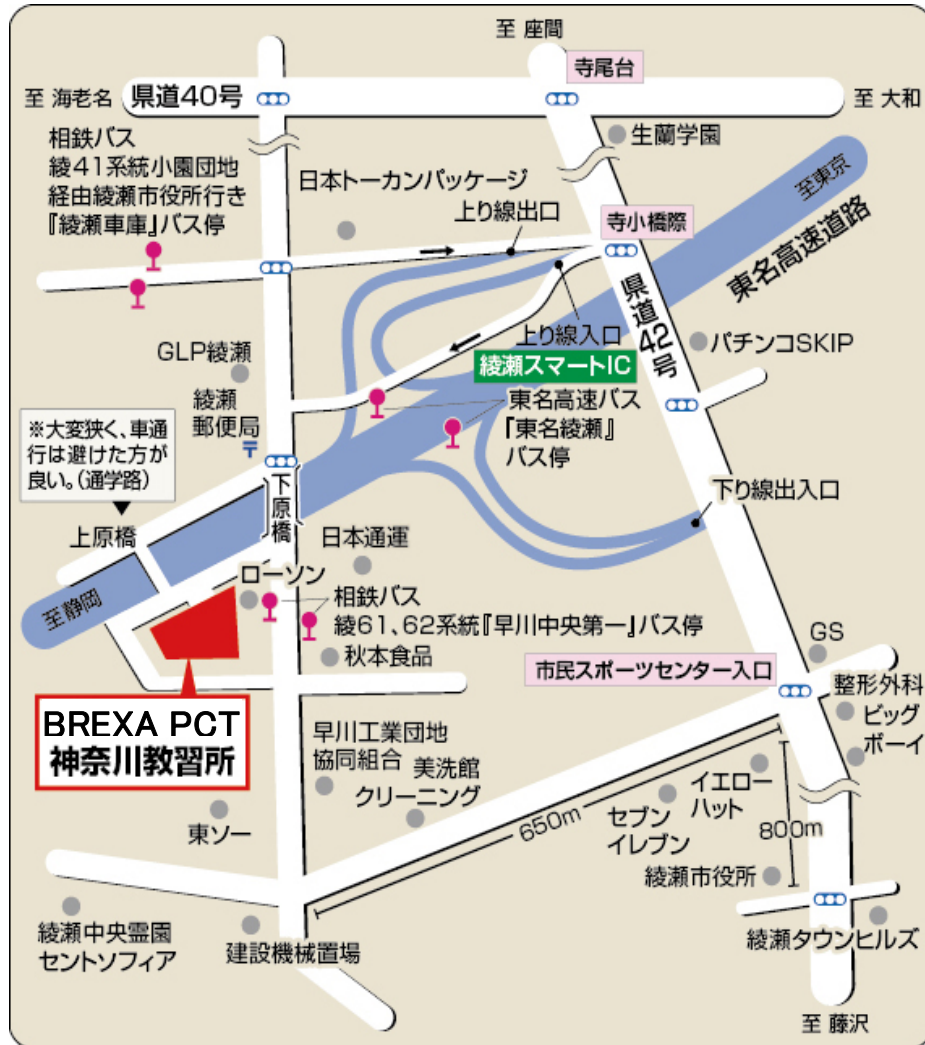 至 座間
寺尾台
至 海老名
県道40号
至 大和
相鉄バス
綾41系統小園団地
経由綾瀬市役所行き
『綾瀬車庫』バス停
生蘭学園
日本トーカンパッケージ
至東京
上り線出口
寺小橋際
東名高速道路
県道42号
上り線入口
パチンコSKIP
GLP綾瀬
綾瀬スマートIC
綾瀬
郵便局
〒
東名高速バス
『東名綾瀬』
バス停
※大変狭く、車通
行は避けた方が
良い。(通学路)
下原橋
下り線出入口
上原橋
日本通運
至静岡
ローソン
相鉄バス
綾61、62系統『早川中央第一』バス停
秋本食品
GS
市民スポーツセンター入口
整形外科
ビッグ
ボーイ
BREXA PCT
神奈川教習所
早川工業団地
協同組合
美洗館
クリーニング
イエロー
ハット
セブン
イレブン
650m
800m
東ソー
綾瀬市役所
綾瀬中央霊園
セントソフィア
建設機械置場
綾瀬タウンヒルズ
至 藤沢